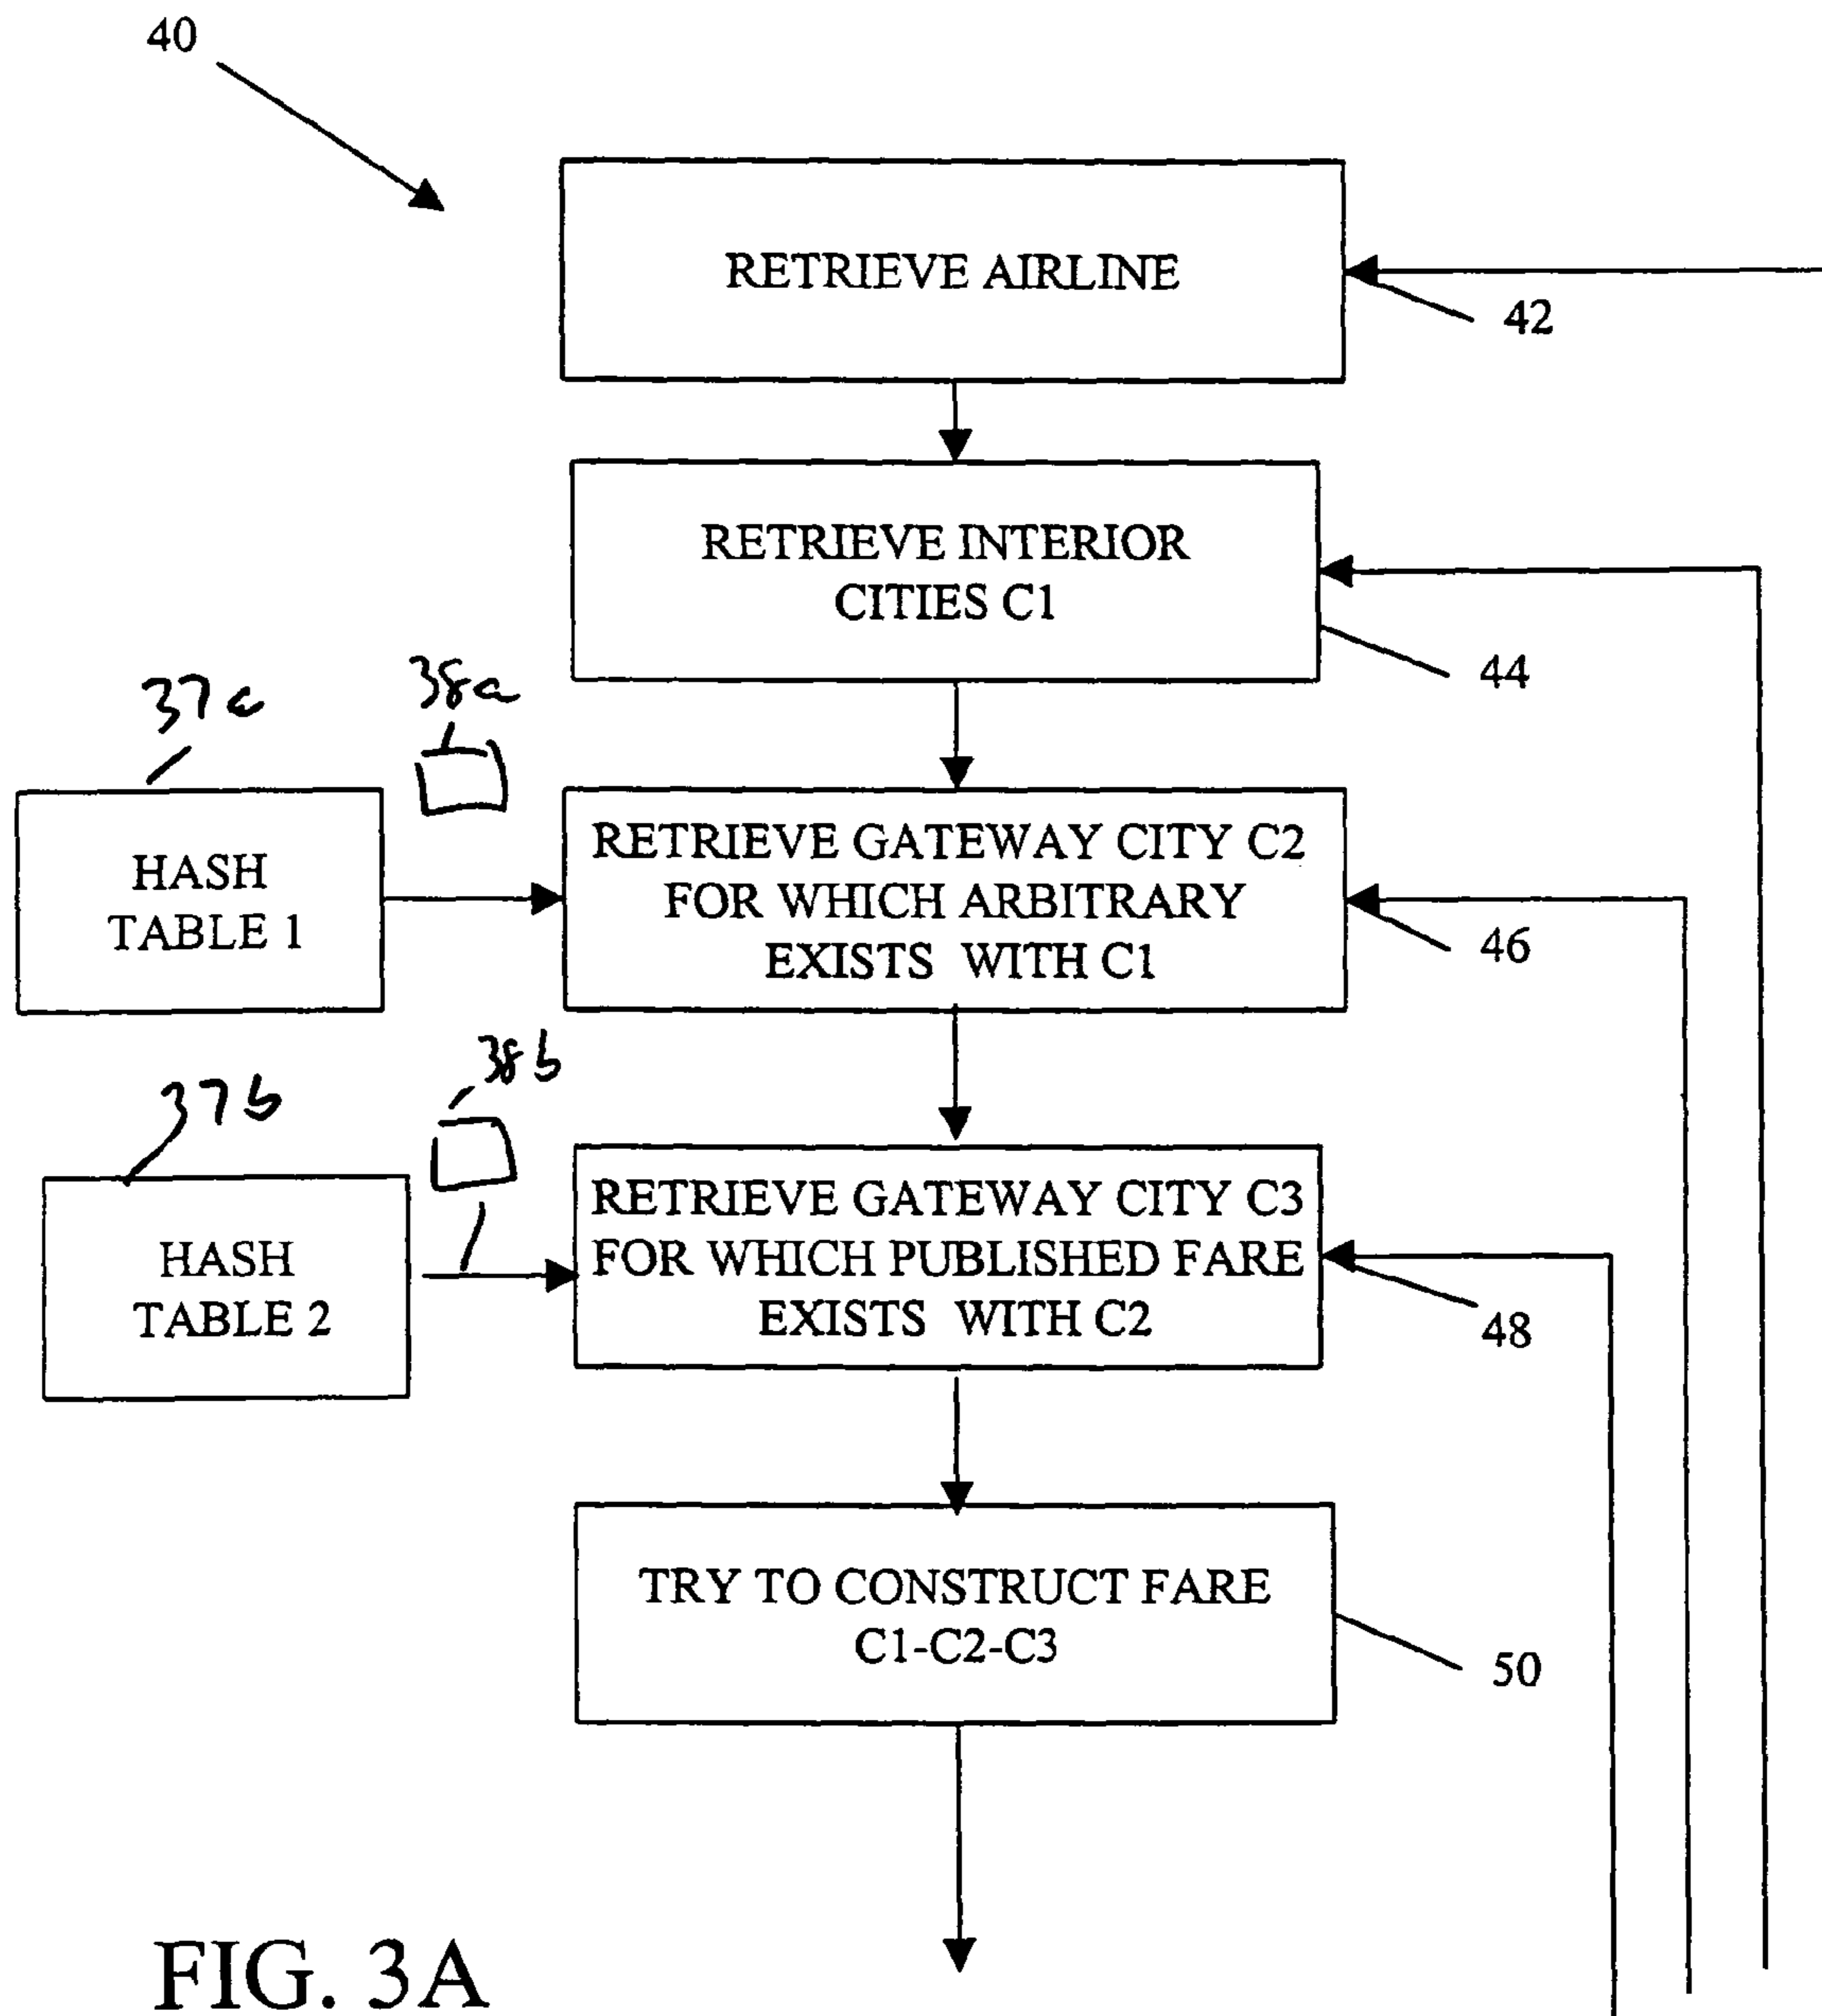 40
RETRIEVE AIRLINE
42
RETRIEVE INTERIOR
CITIES C1
44
37a
38a
HASH
TABLE 1
RETRIEVE GATEWAY CITY C2
FOR WHICH ARBITRARY
EXISTS WITH C1
46
37b
38b
HASH
TABLE 2
RETRIEVE GATEWAY CITY C3
FOR WHICH PUBLISHED FARE
EXISTS WITH C2
48
TRY TO CONSTRUCT FARE
C1-C2-C3
50
FIG. 3A